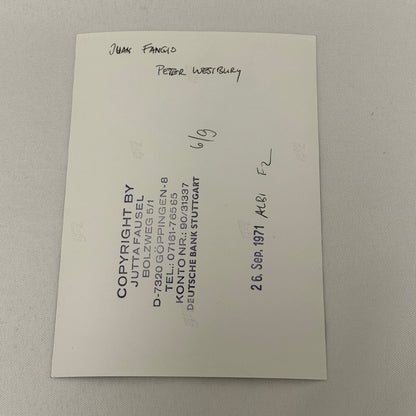 JUAN FANGIO
PETER WESTBURY
6/9
COPYRIGHT BY
JUTTA FAUSEL
BOLZWEG 5/1
D-7320 GÖPPINGEN-8
TEL.: 07161-76565
KONTO NR.: 90/31337
DEUTSCHE BANK STUTTGART
26. Sep. 1971 ALBI F2